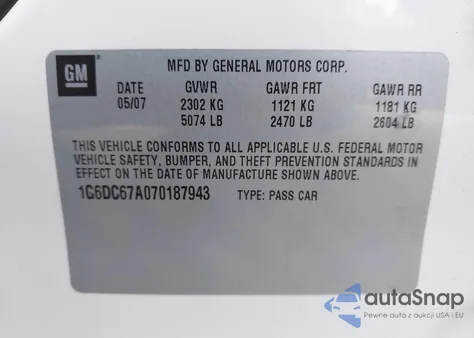 GM
MFD BY GENERAL MOTORS CORP.
DATE GVWR GAWR FRT GAWR RR
05/07 2302 KG 1121 KG 1181 KG
5074 LB 2470 LB 2604 LB
THIS VEHICLE CONFORMS TO ALL APPLICABLE U.S. FEDERAL MOTOR
VEHICLE SAFETY, BUMPER, AND THEFT PREVENTION STANDARDS IN
EFFECT ON THE DATE OF MANUFACTURE SHOWN ABOVE.
1G6DC67A070187943 TYPE: PASS CAR
autoSnap
Pewne auta z aukcji USA i EU